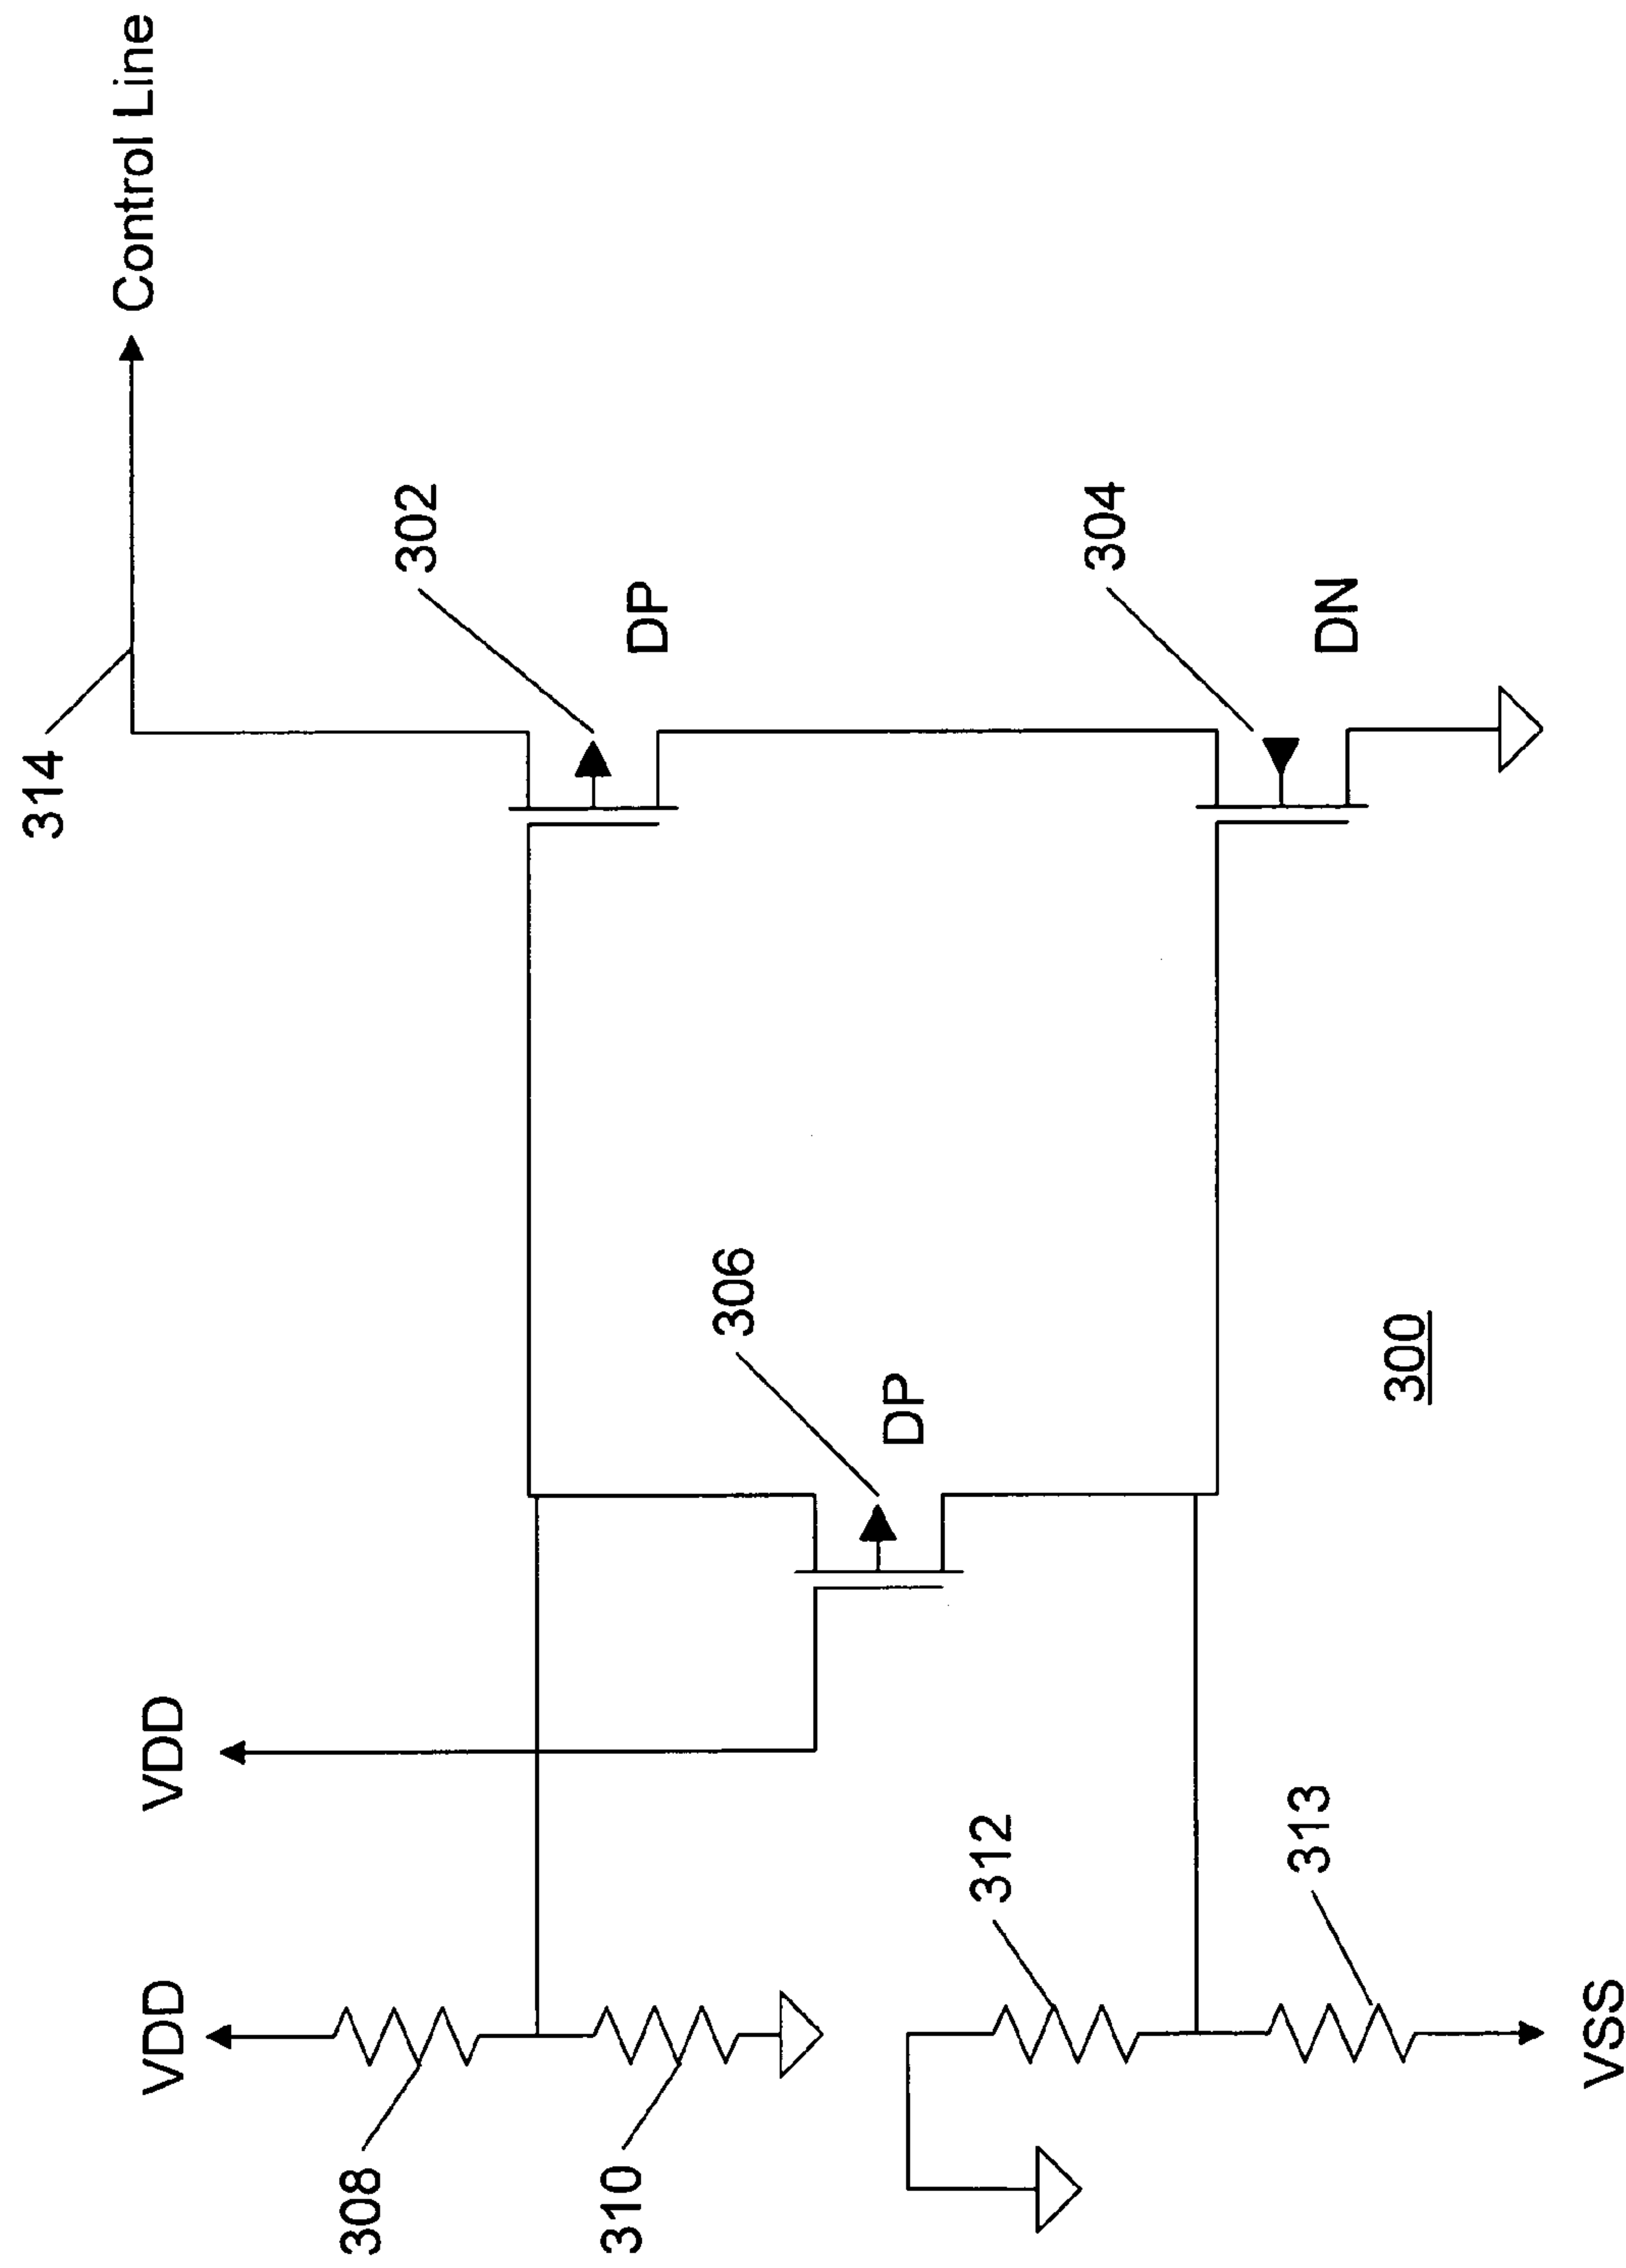 314
Control Line
302
DP
304
DN
306
DP
VDD
VDD
308
310
312
313
VSS
300